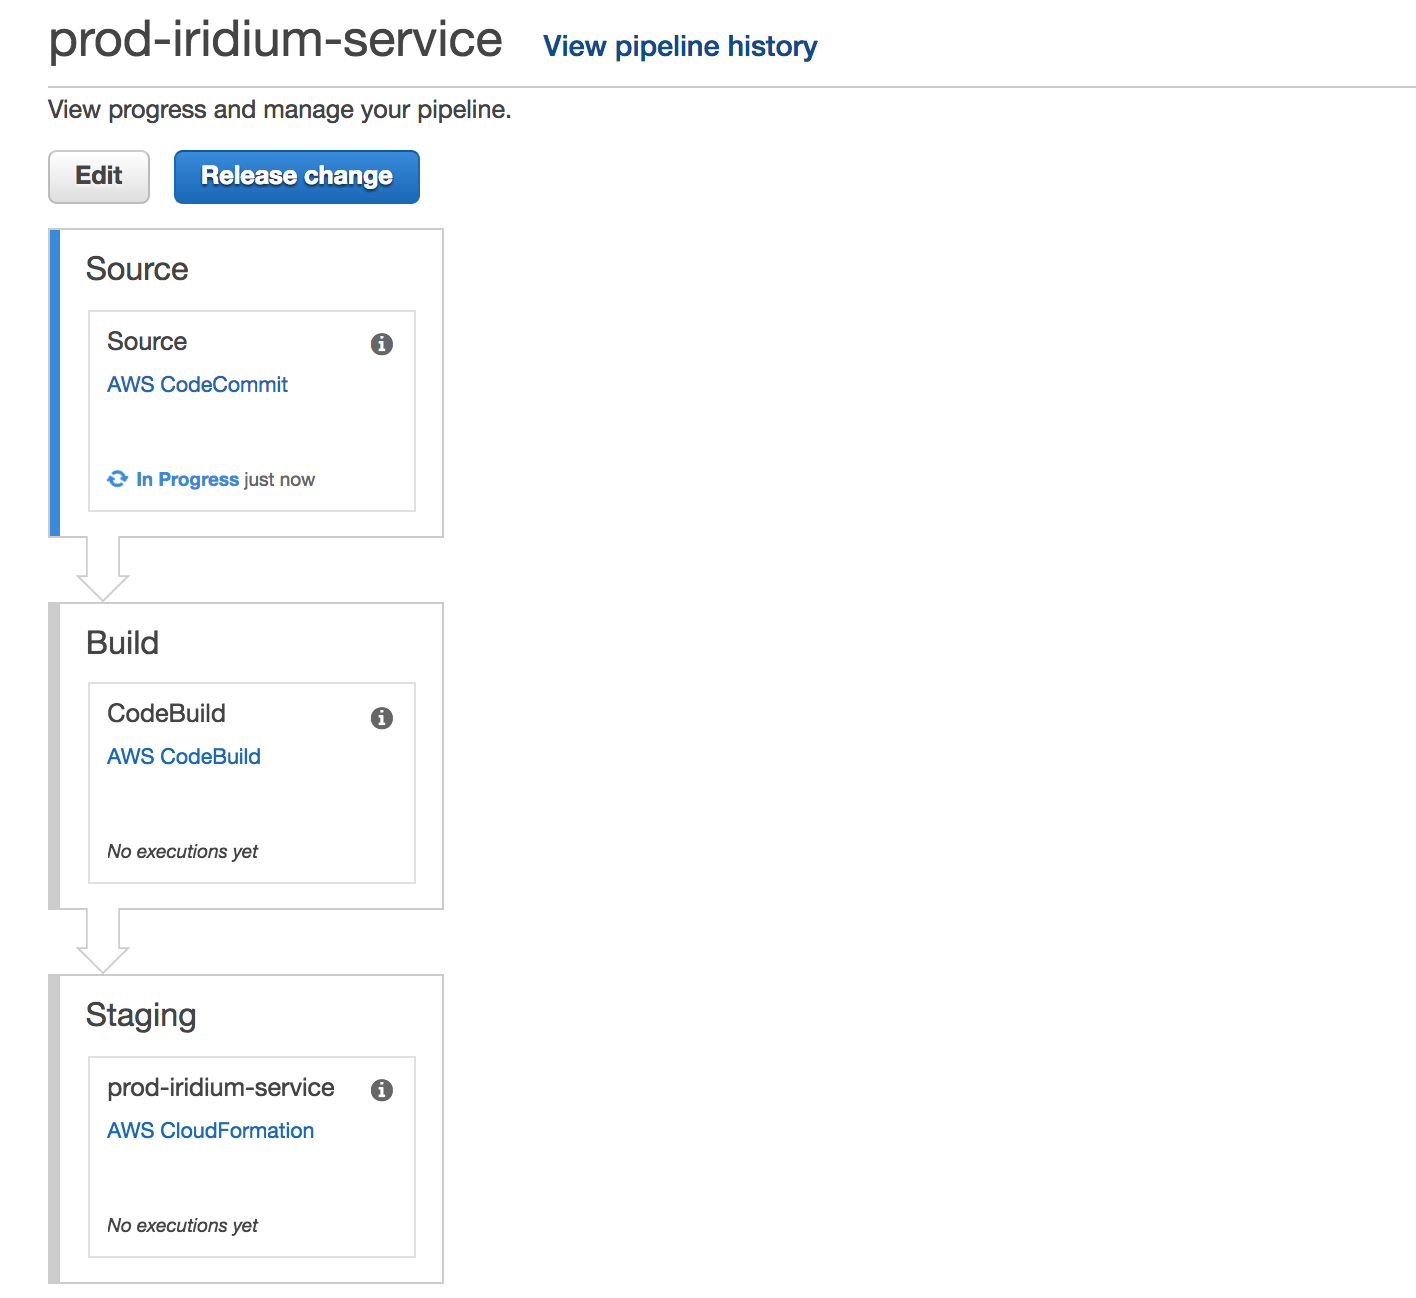 prod-iridium-service View pipeline history
View progress and manage your pipeline.
Edit Release change
Source
Source
AWS CodeCommit
In Progress just now
Build
CodeBuild
AWS CodeBuild
No executions yet
Staging
prod-iridium-service
AWS CloudFormation
No executions yet